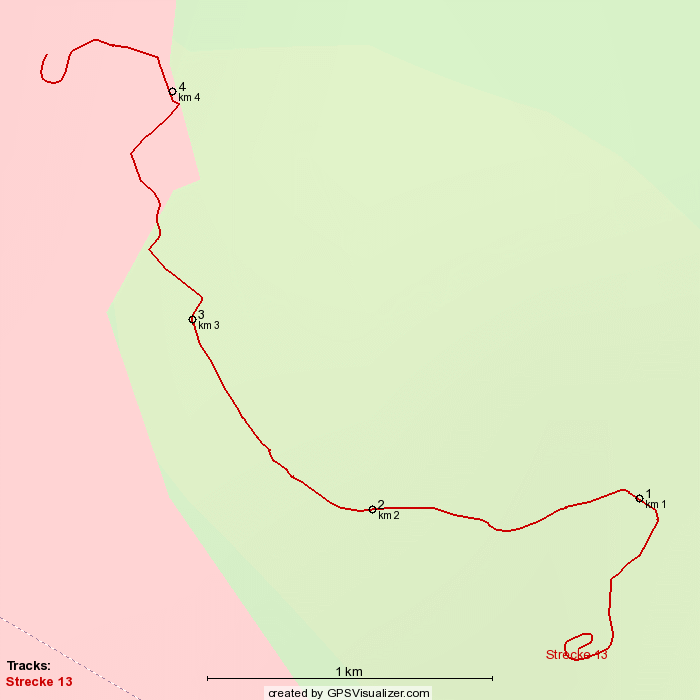 4
km 4
3
km 3
2
km 2
1
km 1
Strecke 13
Tracks:
Strecke 13
1 km
created by GPSVisualizer.com